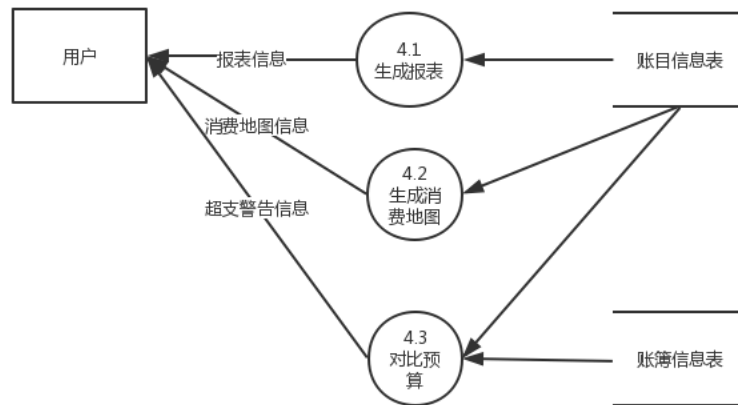 用户
报表信息
4.1
生成报表
账目信息表
消费地图信息
4.2
生成消
费地图
超支警告信息
4.3
对比预
算
账簿信息表